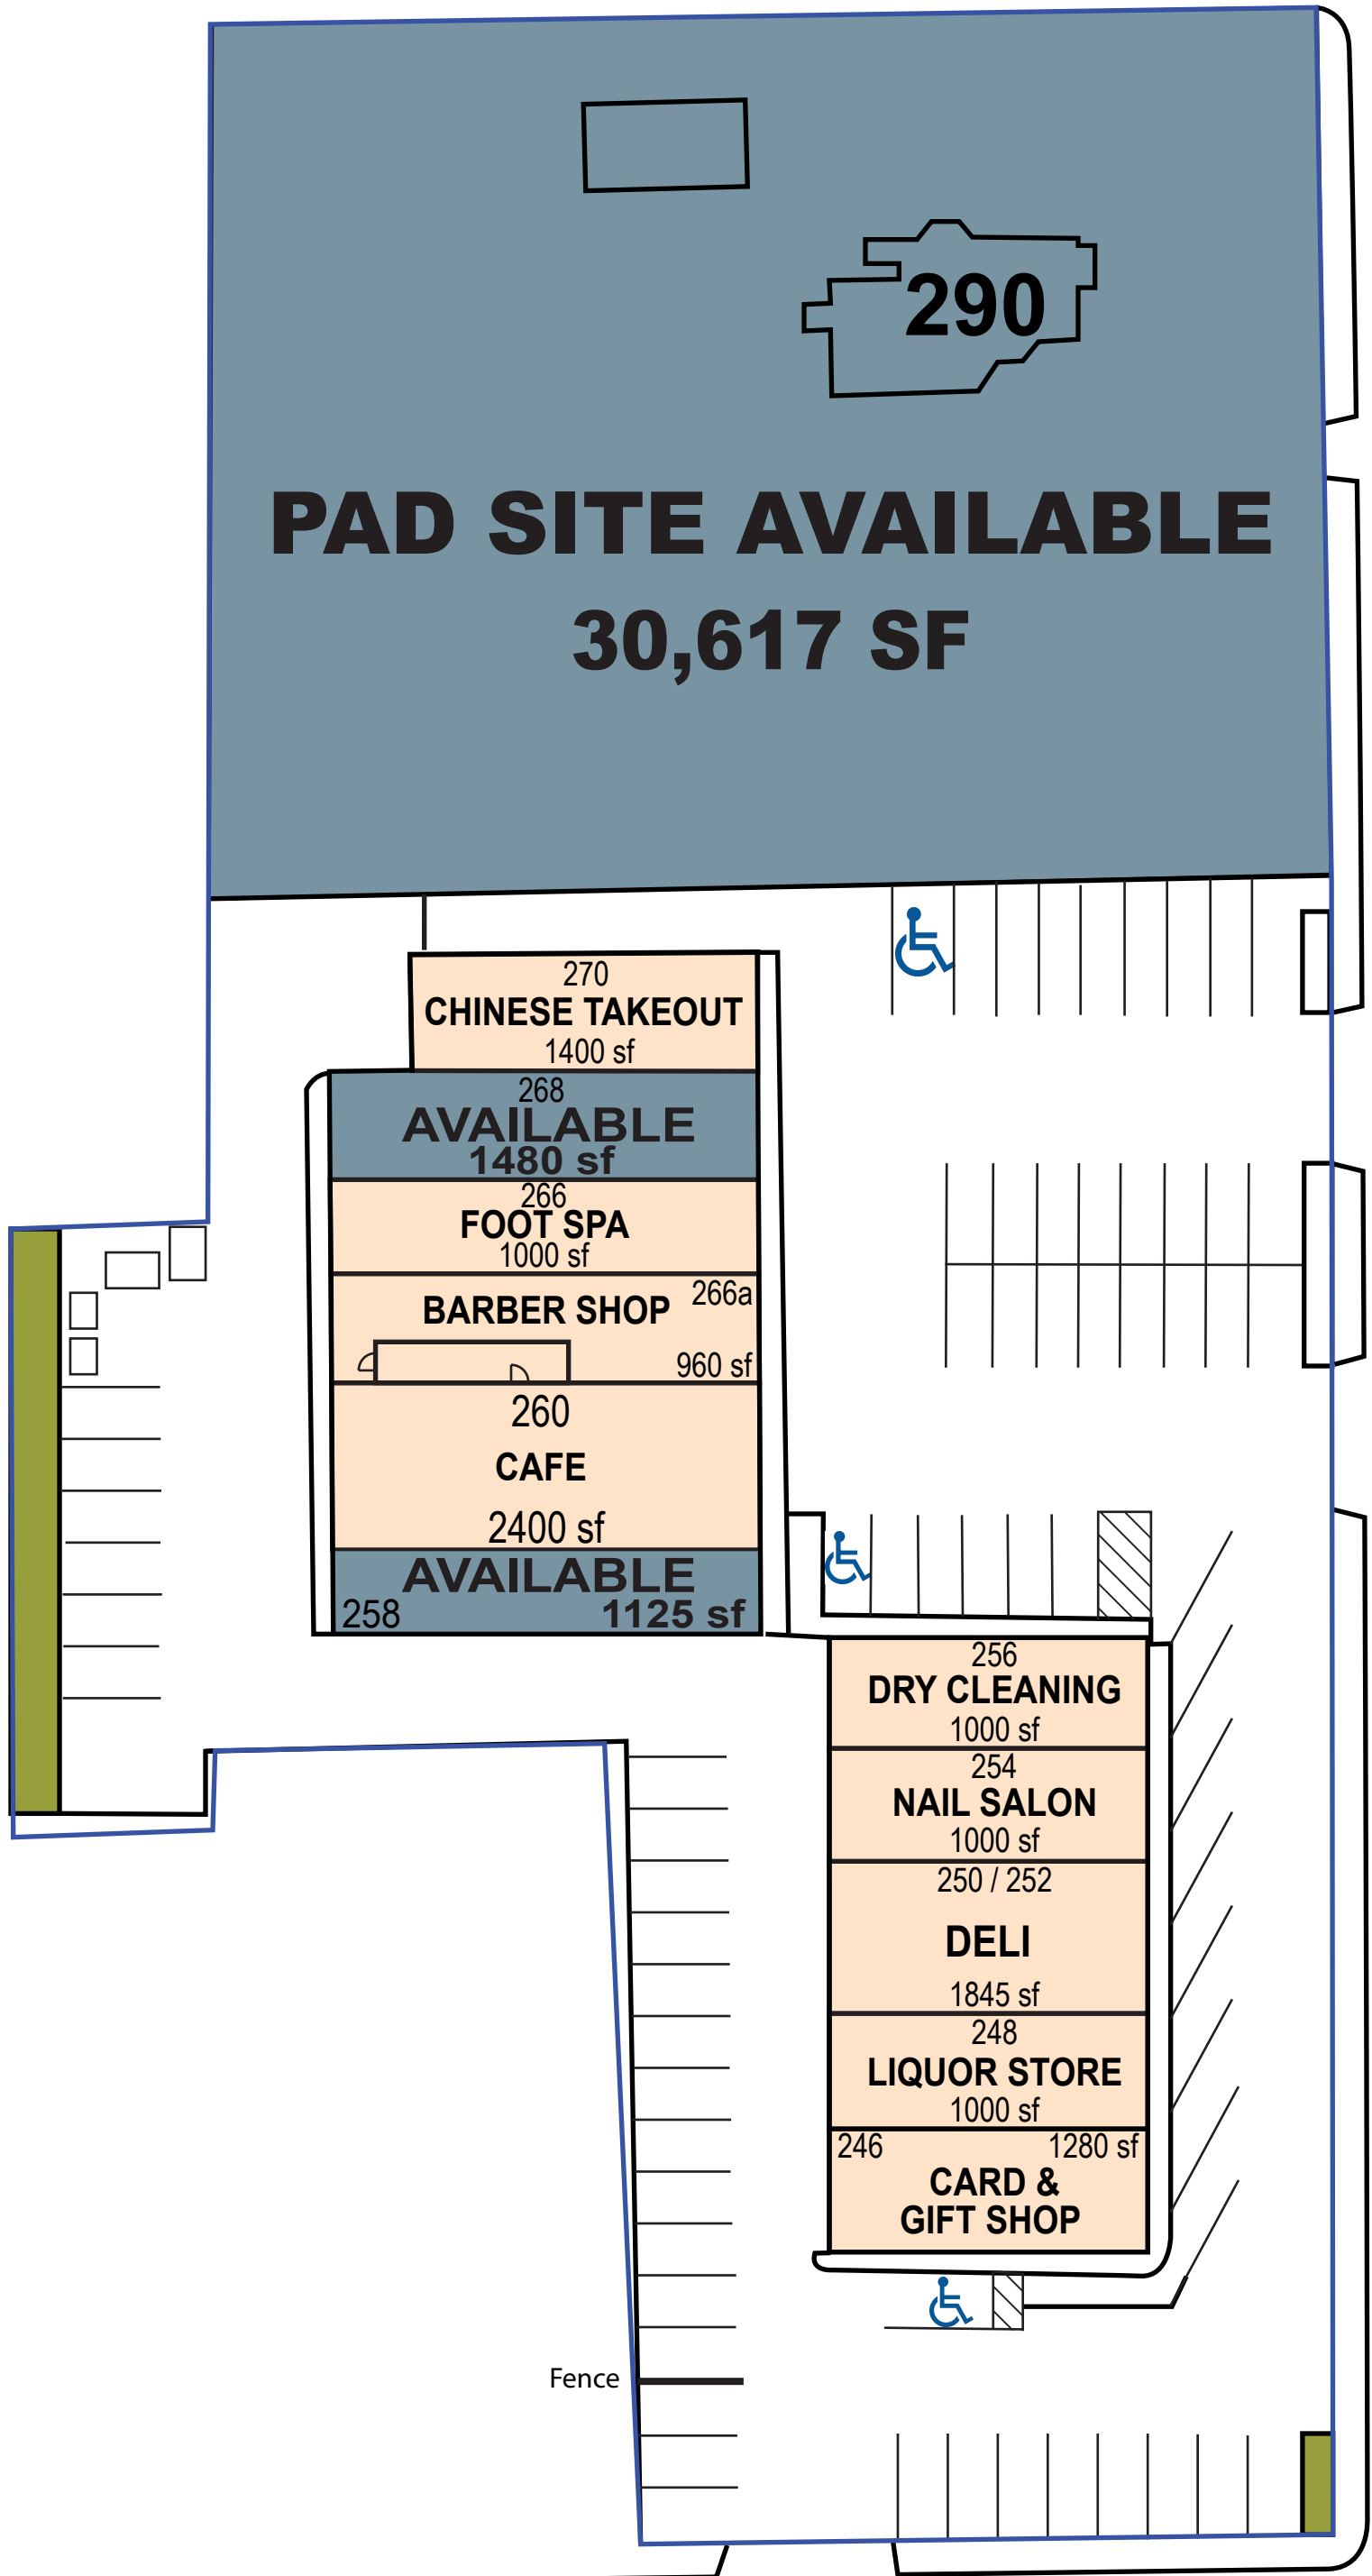 290
PAD SITE AVAILABLE
30,617 SF
270
CHINESE TAKEOUT
1400 sf
268
AVAILABLE
1480 sf
266
FOOT SPA
1000 sf
266a
BARBER SHOP
960 sf
260
CAFE
2400 sf
AVAILABLE
258 1125 sf
256
DRY CLEANING
1000 sf
254
NAIL SALON
1000 sf
250 / 252
DELI
1845 sf
248
LIQUOR STORE
1000 sf
246 1280 sf
CARD &
GIFT SHOP
Fence